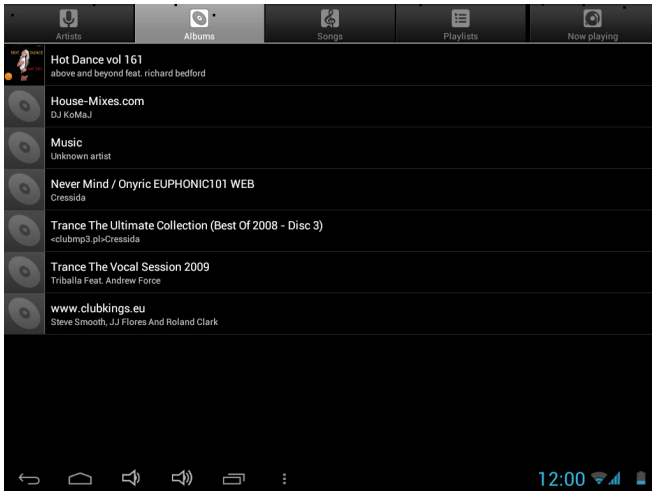 Artists
Albums
Songs
Playlists
Now playing
HOT DANCE
Hot Dance vol 161
above and beyond feat. richard bedford
House-Mixes.com
DJ KoMaJ
Music
Unknown artist
Never Mind / Onyric EUPHONIC101 WEB
Cressida
Trance The Ultimate Collection (Best Of 2008 - Disc 3)
<clubmp3.pl>Cressida
Trance The Vocal Session 2009
Triballa Feat. Andrew Force
www.clubkings.eu
Steve Smooth, JJ Flores And Roland Clark
12:00